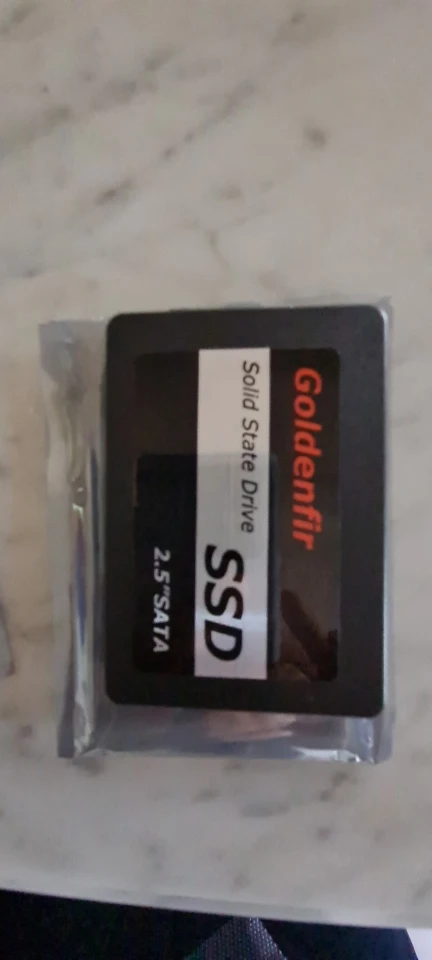 Goldenfir
Solid State Drive
SSD
2.5"SATA